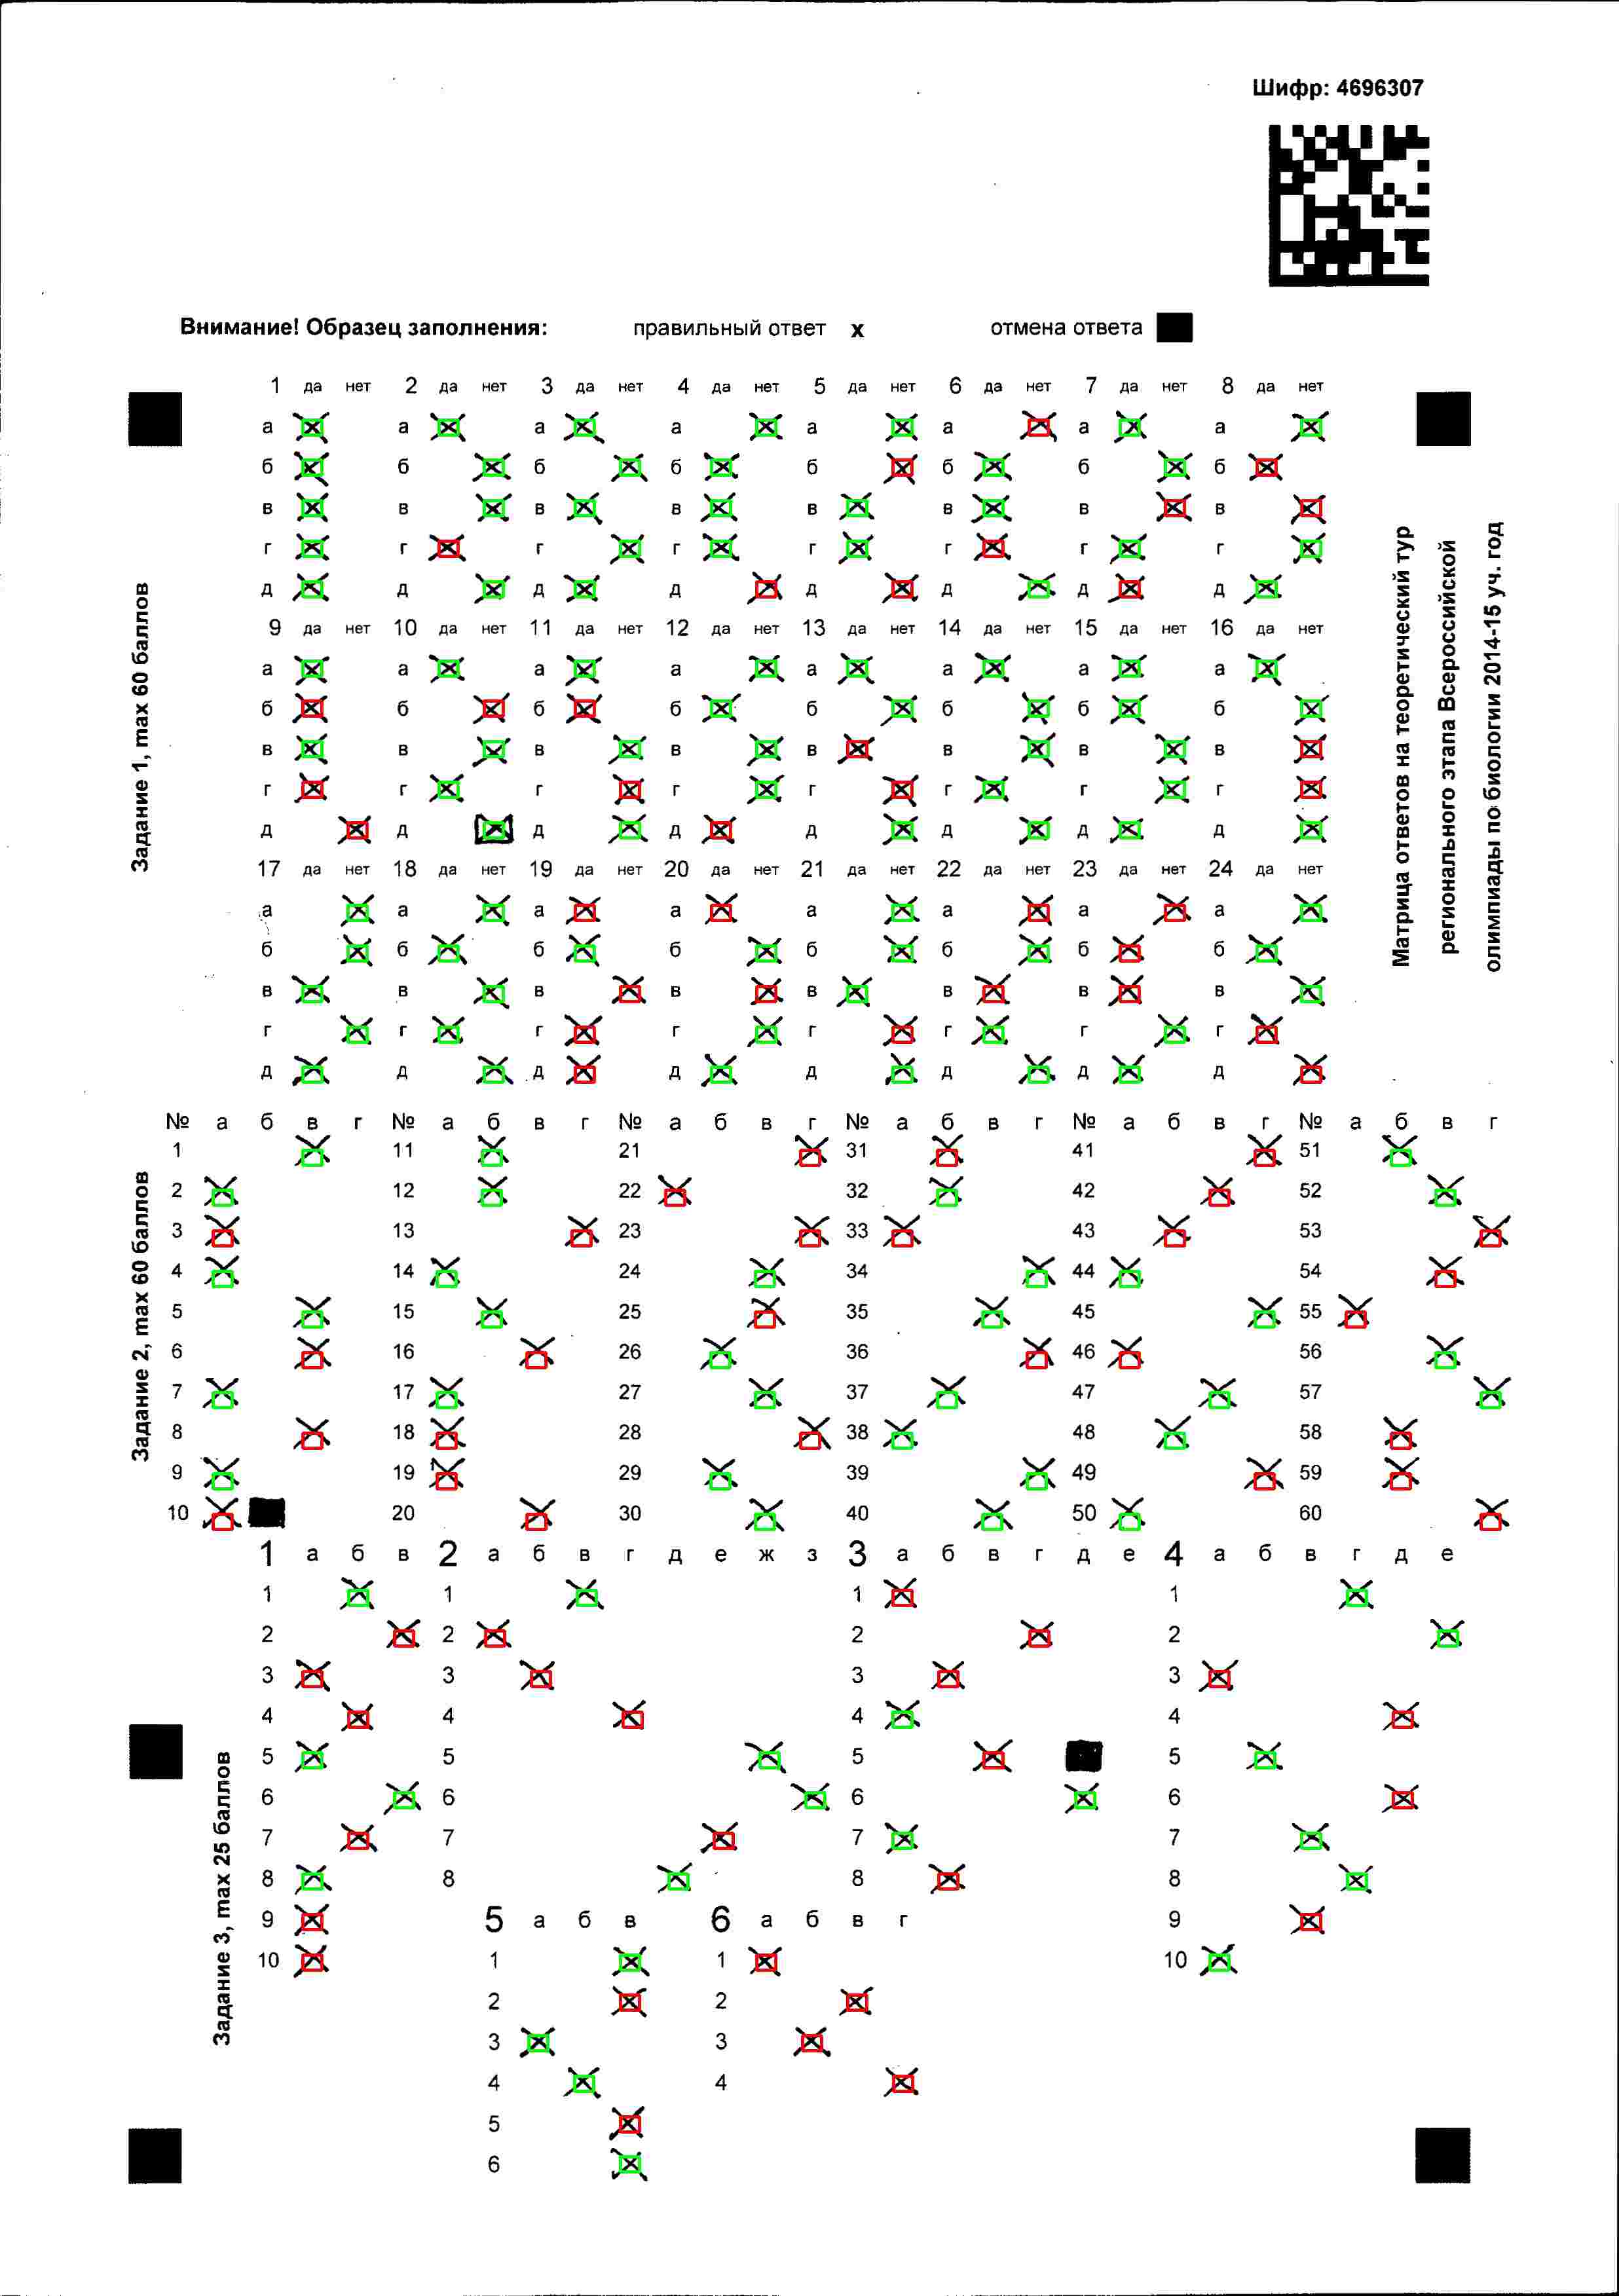 Шифр: 4696307
Внимание! Образец заполнения: правильный ответ x отмена ответа
1 да нет 2 да нет 3 да нет 4 да нет 5 да нет 6 да нет 7 да нет 8 да нет
а а а а а а а а
б б б б б б б б
в в в в в в в в
г г г г г г г г
д д д д д д д д
9 да нет 10 да нет 11 да нет 12 да нет 13 да нет 14 да нет 15 да нет 16 да нет
а а а а а а а а
б б б б б б б б
в в в в в в в в
г г г г г г г г
д д д д д д д д
17 да нет 18 да нет 19 да нет 20 да нет 21 да нет 22 да нет 23 да нет 24 да нет
а а а а а а а а
б б б б б б б б
в в в в в в в в
г г г г г г г г
д д д д д д д д
Задание 1, max 60 баллов
Матрица ответов на теоретический тур
регионального этапа Всероссийской
олимпиады по биологии 2014-15 уч. год
№ а б в г № а б в г № а б в г № а б в г № а б в г № а б в г
1 11 21 31 41 51
2 12 22 32 42 52
3 13 23 33 43 53
4 14 24 34 44 54
5 15 25 35 45 55
6 16 26 36 46 56
7 17 27 37 47 57
8 18 28 38 48 58
9 19 29 39 49 59
10 20 30 40 50 60
Задание 2, max 60 баллов
1 а б в 2 а б в г д е ж з 3 а б в г д е 4 а б в г д е
1 1 1 1
2 2 2 2
3 3 3 3
4 4 4 4
5 5 5 5
6 6 6 6
7 7 7 7
8 8 8 8
9 5 а б в 6 а б в г 9
10 1 1 10
2 2
3 3
4 4
5
6
Задание 3, max 25 баллов